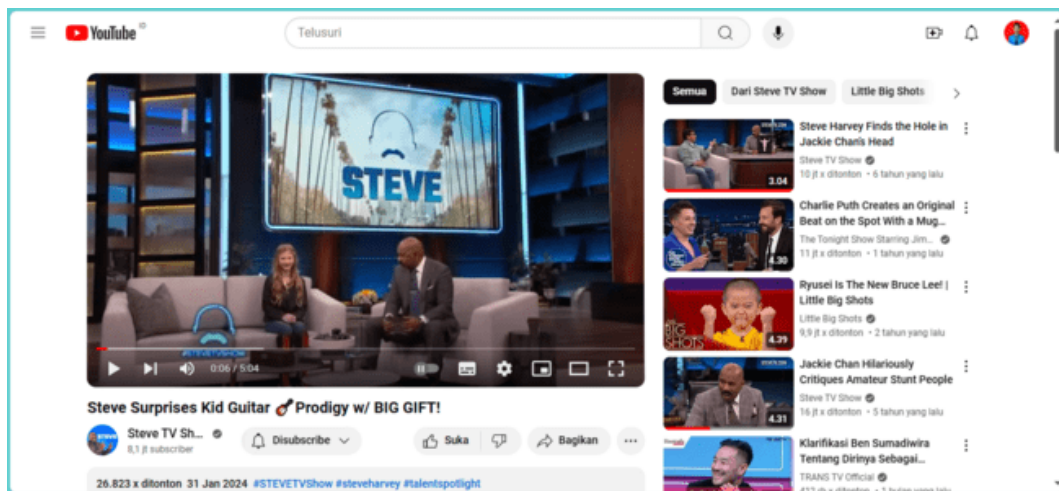 YouTube ID
Telusuri
STEVE
#STEVETVSHOW
0:06 / 5:04
Steve Surprises Kid Guitar 🎸 Prodigy w/ BIG GIFT!
Steve TV Sh...
8,1 jt subscriber
Disubscribe
Suka
Bagikan
26.823 x ditonton 31 Jan 2024 #STEVETVShow #steveharvey #talentspotlight
Semua
Dari Steve TV Show
Little Big Shots
3.04
Steve Harvey Finds the Hole in
Jackie Chan's Head
Steve TV Show
10 jt x ditonton • 6 tahun yang lalu
4.30
Charlie Puth Creates an Original
Beat on the Spot With a Mug...
The Tonight Show Starring Jim...
11 jt x ditonton • 1 tahun yang lalu
BIG
SHOTS
4.39
Ryusei Is The New Bruce Lee! |
Little Big Shots
Little Big Shots
9,9 jt x ditonton • 2 tahun yang lalu
4.31
Jackie Chan Hilariously
Critiques Amateur Stunt People
Steve TV Show
16 jt x ditonton • 5 tahun yang lalu
Klarifikasi Ben Sumadiwira
Tentang Dirinya Sebagai...
TRANS TV Official